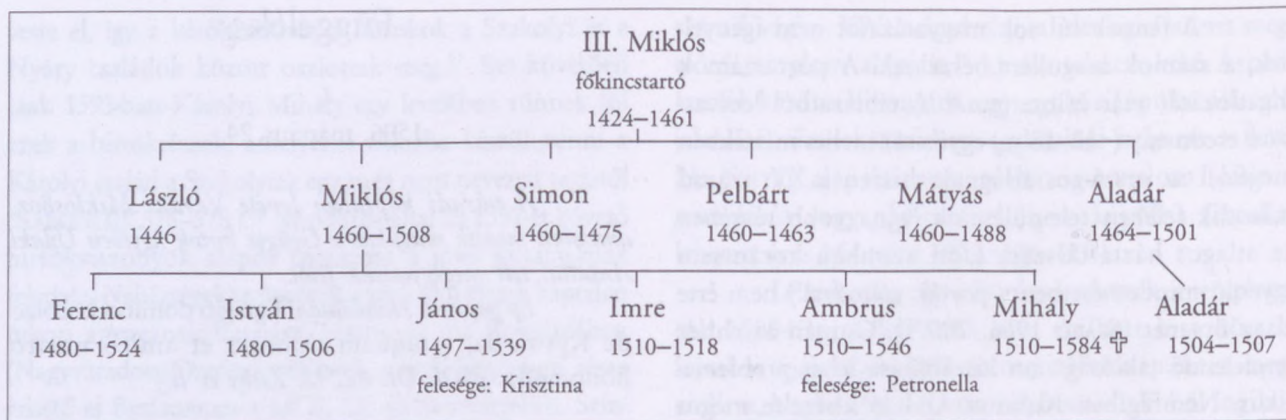 III. Miklós
főkincstartó
1424–1461
László Miklós Simon Pelbárt Mátyás Aladár
1446 1460–1508 1460–1475 1460–1463 1460–1488 1464–1501
Ferenc István János Imre Ambrus Mihály Aladár
1480–1524 1480–1506 1497–1539 1510–1518 1510–1546 1510–1584 ✞ 1504–1507
felesége: Krisztina felesége: Petronella